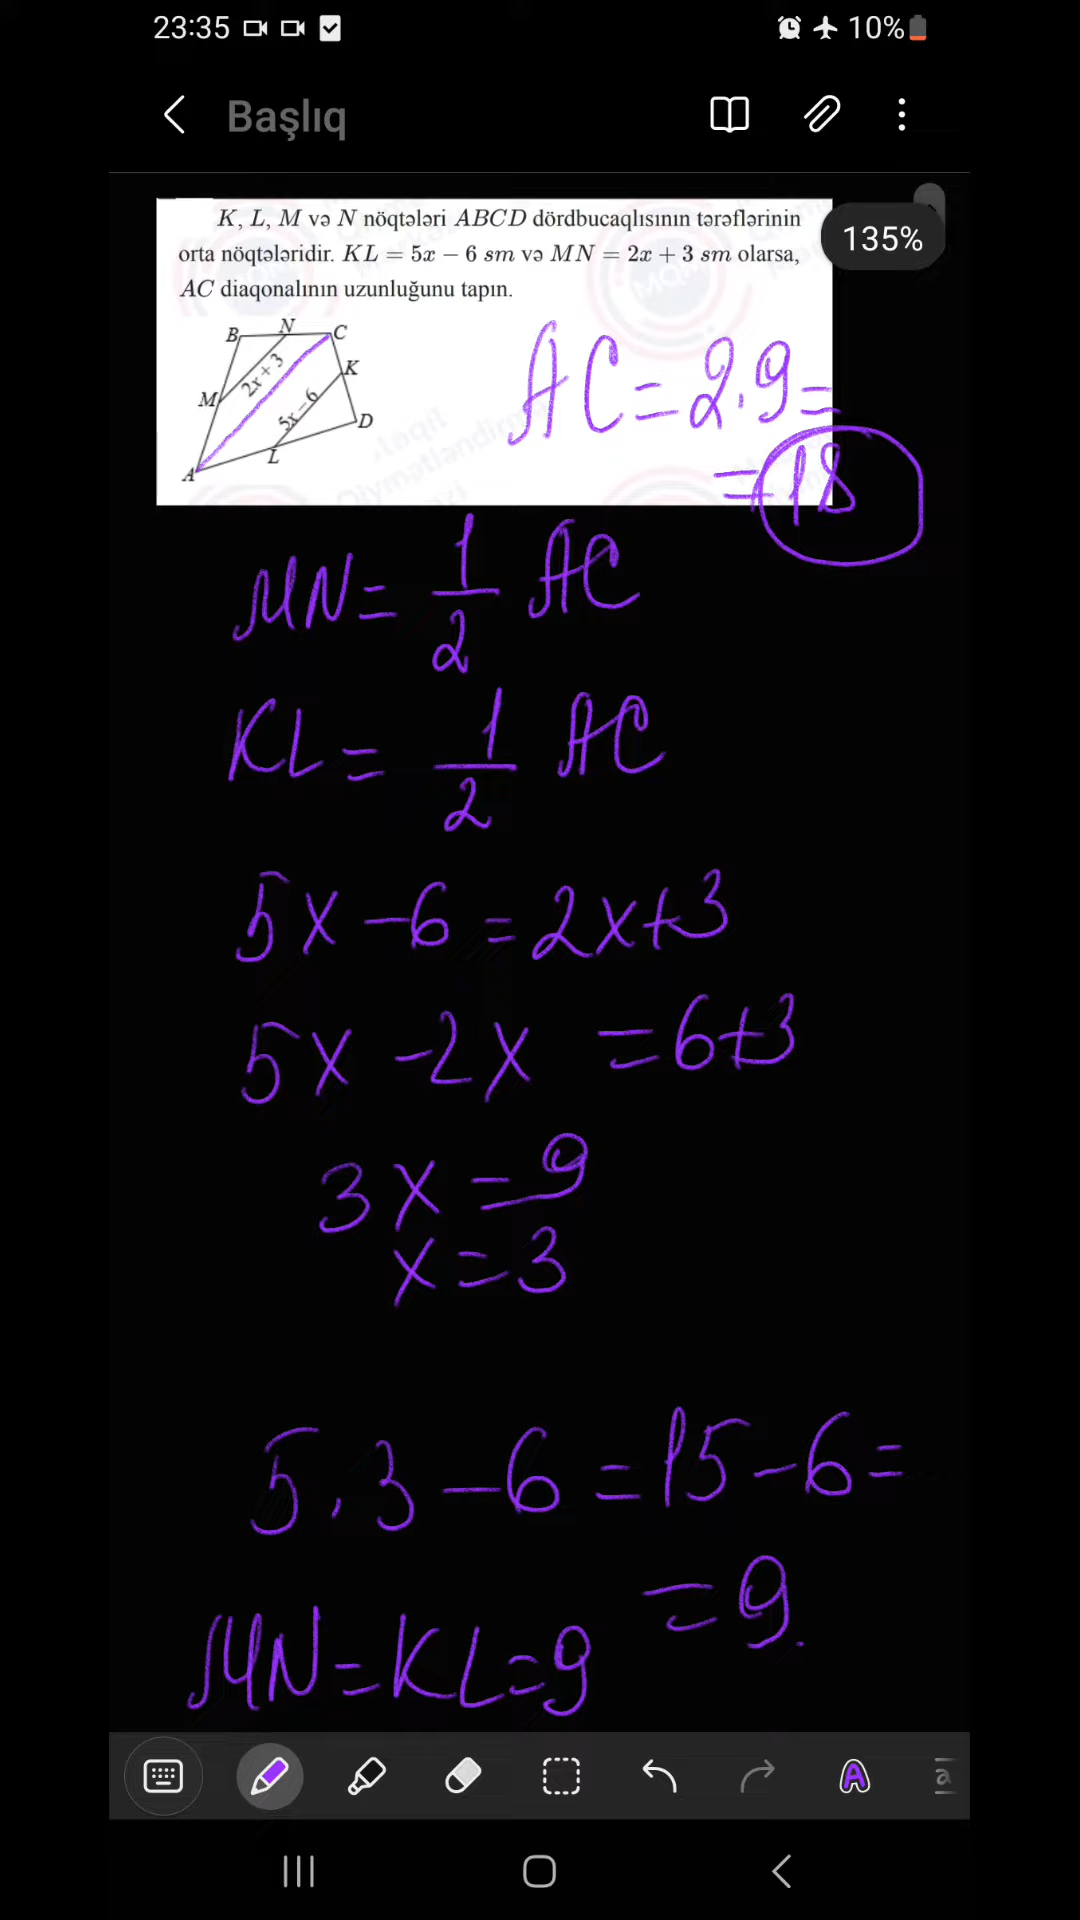 23:35
10%
Başlıq
135%
K, L, M və N nöqtələri ABCD dördbucaqlısının tərəflərinin
orta nöqtələridir. KL = 5x − 6 sm və MN = 2x + 3 sm olarsa,
AC diaqonalının uzunluğunu tapın.
B N C
2x + 3
K
M
5x − 6
D
L
A
AC = 2.9 =
= 18
MN = 1/2 AC
KL = 1/2 AC
5x − 6 = 2x + 3
5x − 2x = 6 + 3
3x = 9
x = 3
5 . 3 − 6 = 15 − 6 =
= 9.
MN = KL = 9
A
a